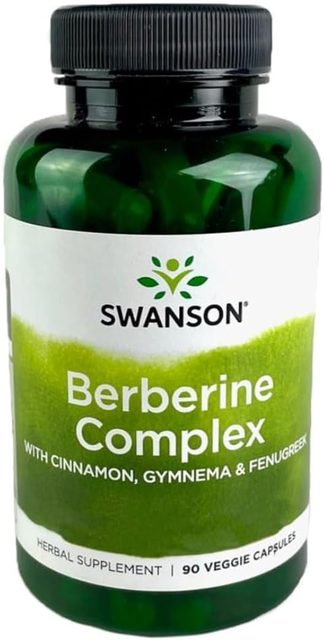 SWANSON®
Berberine
Complex
WITH CINNAMON, GYMNEMA & FENUGREEK
HERBAL SUPPLEMENT | 90 VEGGIE CAPSULES